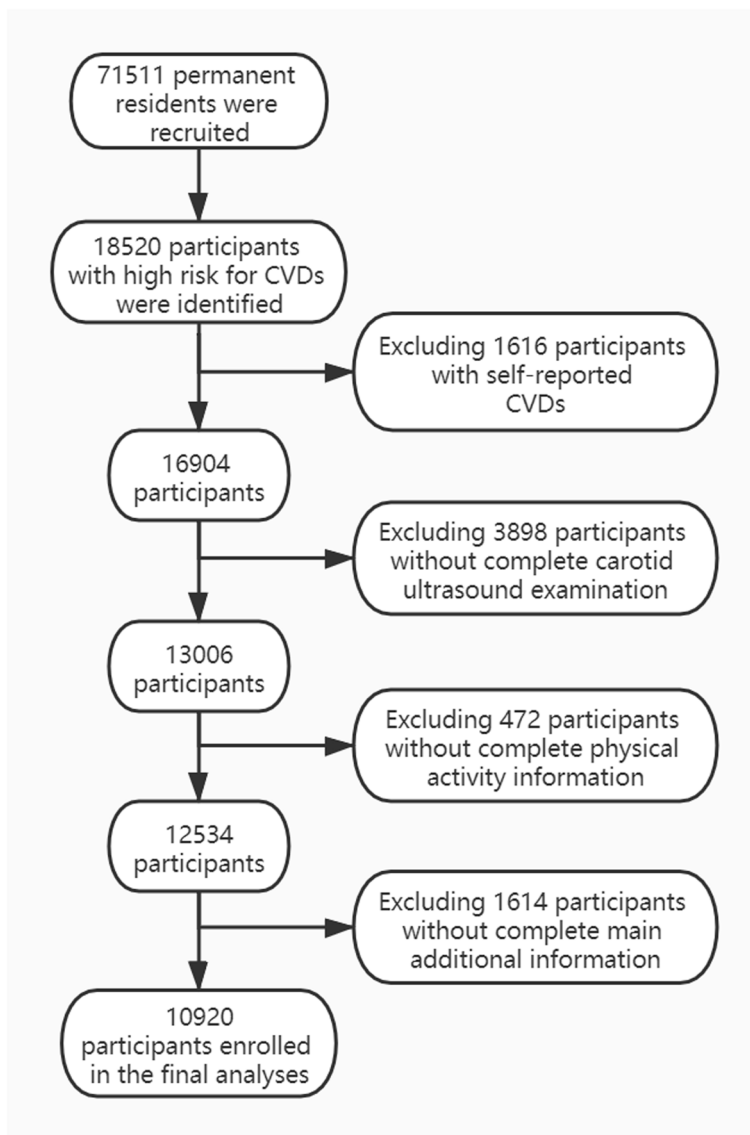 71511 permanent
residents were
recruited
18520 participants
with high risk for CVDs
were identified
Excluding 1616 participants
with self-reported
CVDs
16904
participants
Excluding 3898 participants
without complete carotid
ultrasound examination
13006
participants
Excluding 472 participants
without complete physical
activity information
12534
participants
Excluding 1614 participants
without complete main
additional information
10920
participants enrolled
in the final analyses